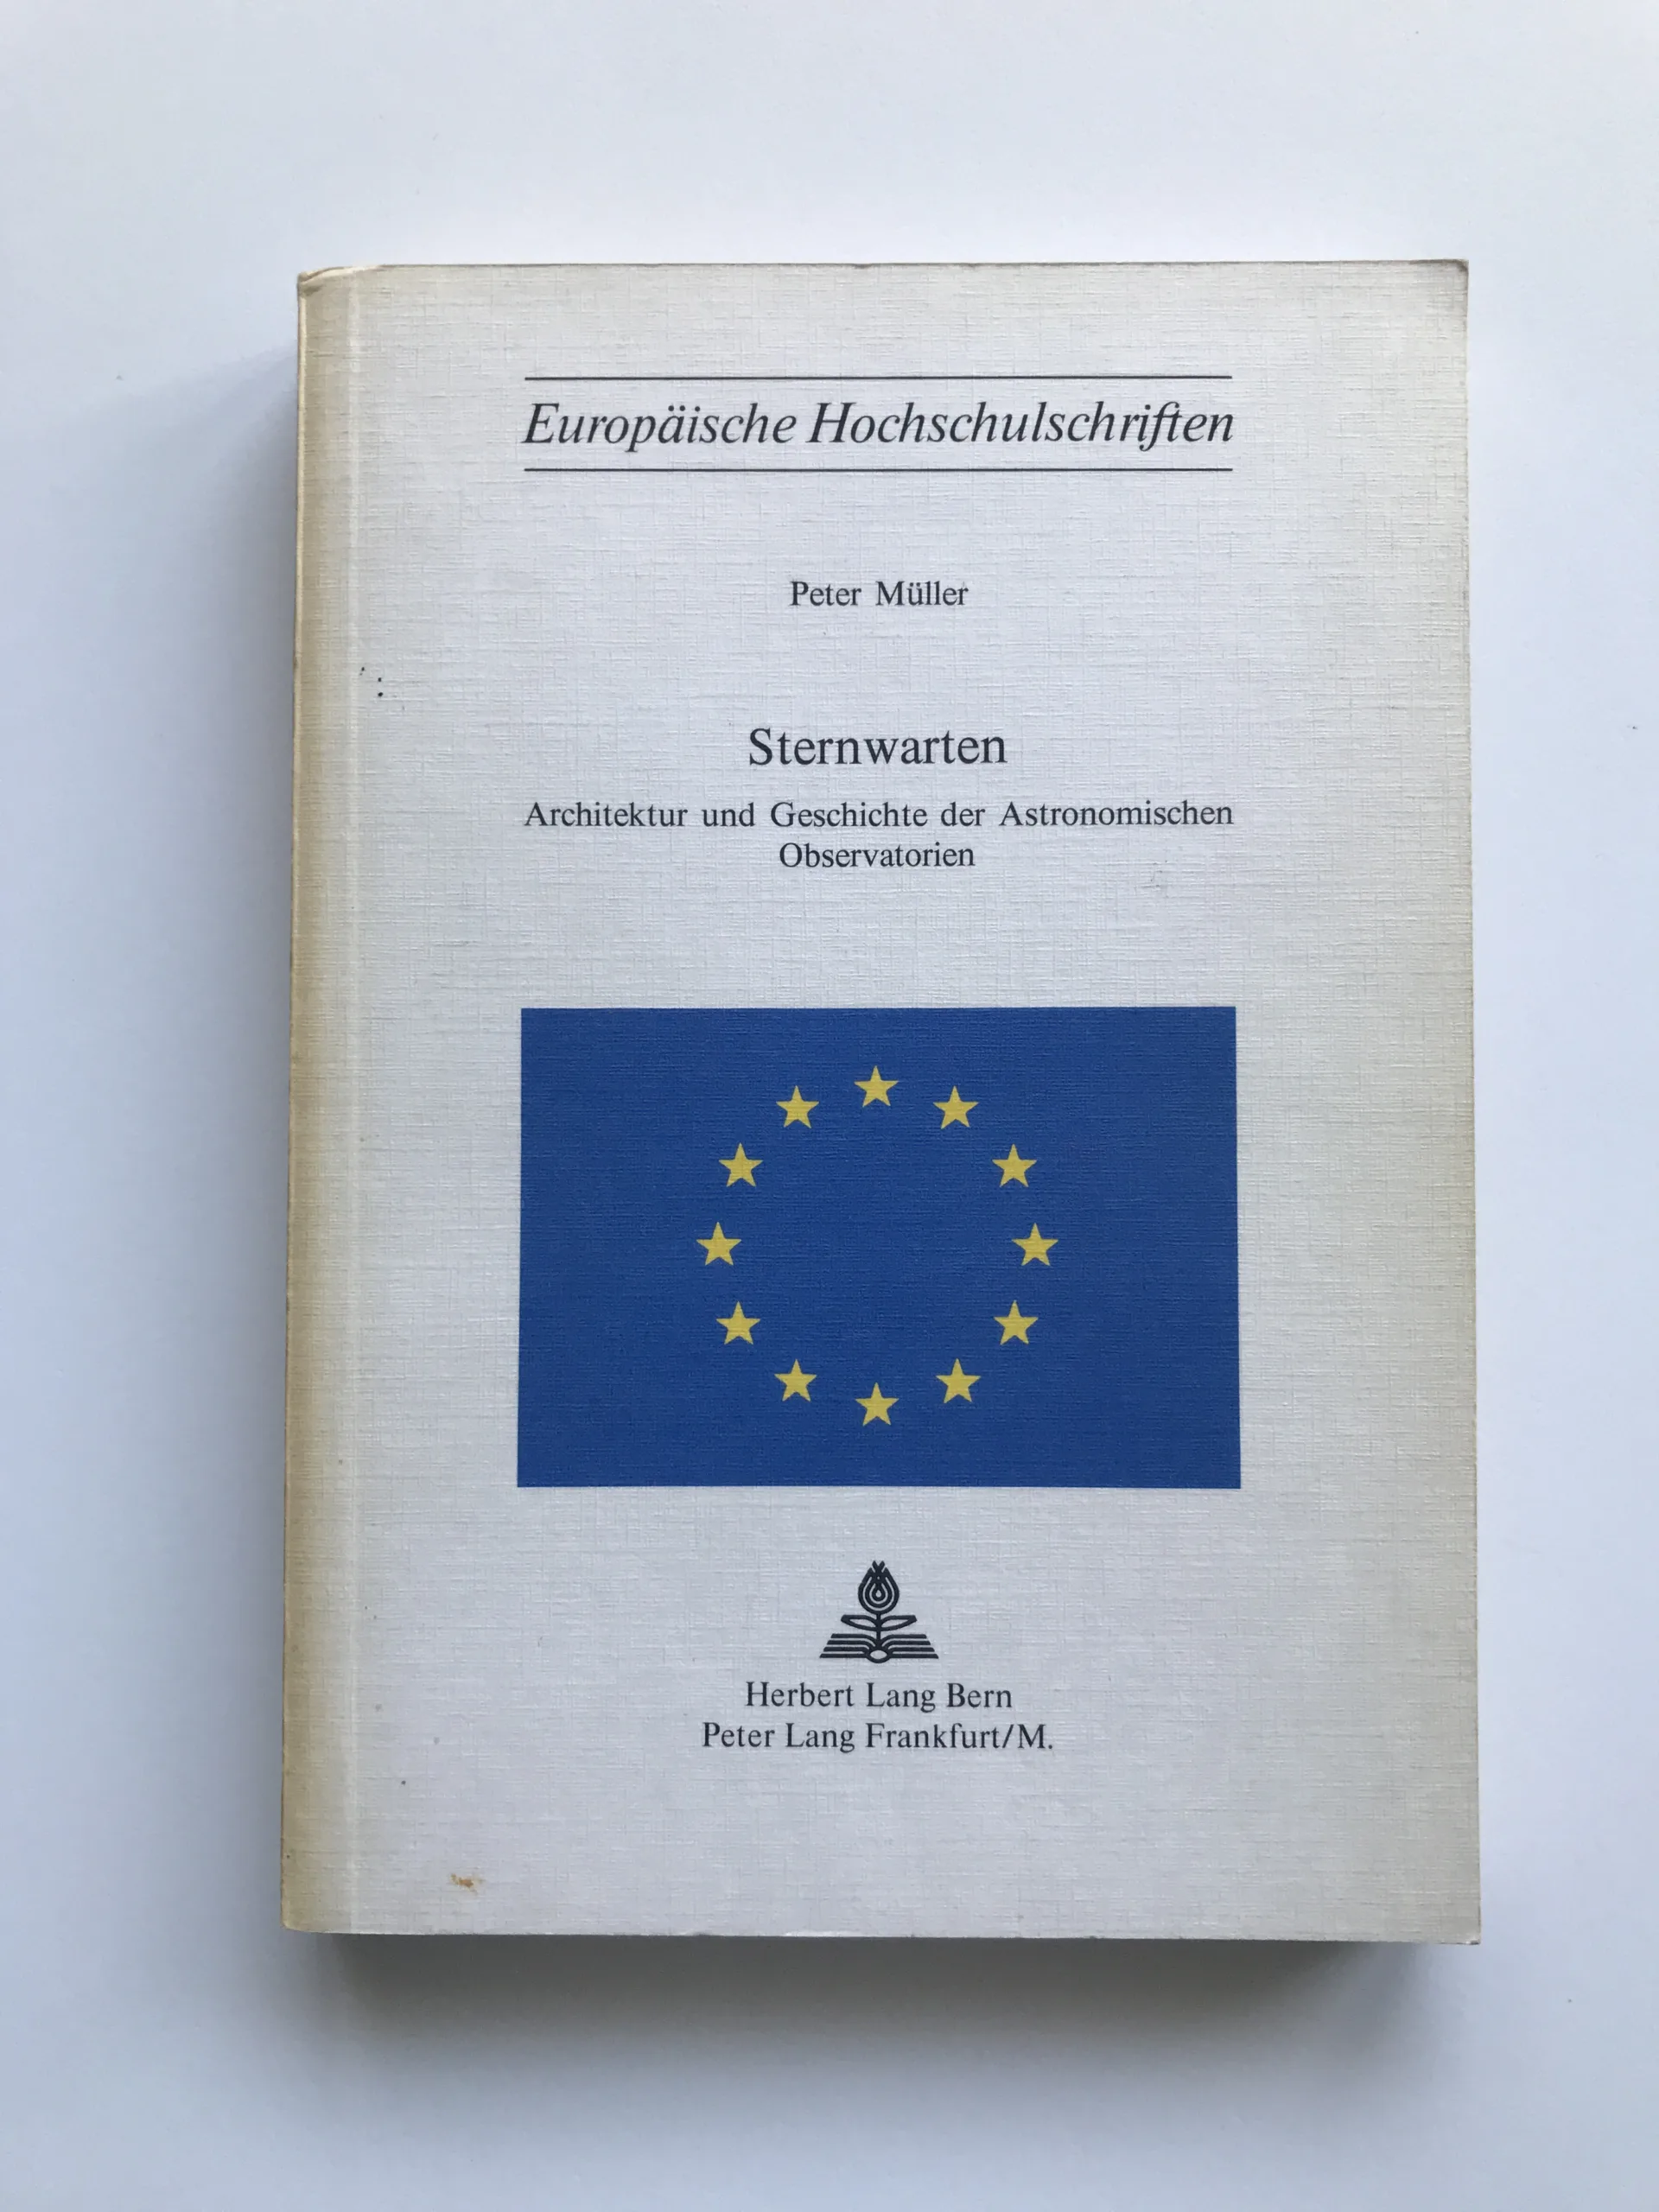 Europäische Hochschulschriften
Peter Müller
Sternwarten
Architektur und Geschichte der Astronomischen
Observatorien
Herbert Lang Bern
Peter Lang Frankfurt/M.